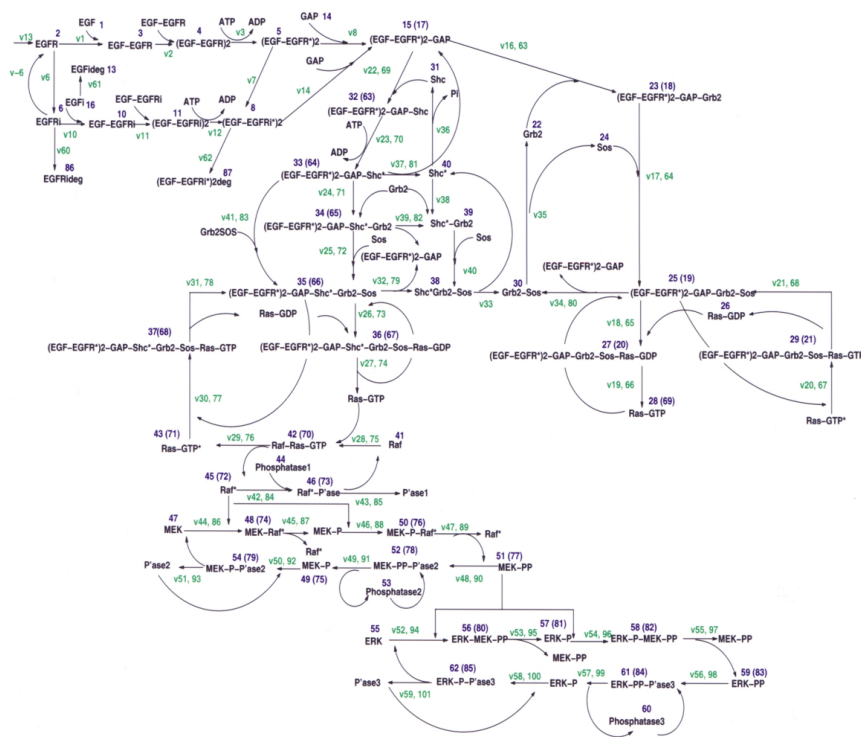 EGF 1
2
3
EGF-EGFR
4
ATP
ADP
5
GAP 14
15 (17)
v13
EGFR
v1
EGF-EGFR
v2
(EGF-EGFR)2
v3
(EGF-EGFR*)2
v8
(EGF-EGFR*)2-GAP
v16, 63
v-6
v6
EGFideg 13
v61
EGFi 16
EGF-EGFRi
ATP
ADP
v7
GAP
v14
v22, 69
31
Shc
Pi
23 (18)
(EGF-EGFR*)2-GAP-Grb2
6
EGFRi
v10
10
EGF-EGFRi
v11
11
(EGF-EGFRi)2
v12
8
(EGF-EGFRi*)2
32 (63)
(EGF-EGFR*)2-GAP-Shc
v36
22
Grb2
24
Sos
v60
v62
ATP
v23, 70
ADP
86
EGFRideg
87
(EGF-EGFRi*)2deg
33 (64)
(EGF-EGFR*)2-GAP-Shc*
v37, 81
40
Shc*
v17, 64
v24, 71
Grb2
v38
v35
v41, 83
Grb2SOS
34 (65)
(EGF-EGFR*)2-GAP-Shc*-Grb2
v39, 82
39
Shc*-Grb2
Sos
v25, 72
Sos
(EGF-EGFR*)2-GAP
v40
(EGF-EGFR*)2-GAP
v31, 78
35 (66)
(EGF-EGFR*)2-GAP-Shc*-Grb2-Sos
v32, 79
38
Shc*Grb2-Sos
v33
30
Grb2-Sos
v34, 80
25 (19)
(EGF-EGFR*)2-GAP-Grb2-Sos
v21, 68
Ras-GDP
v26, 73
v18, 65
26
Ras-GDP
37(68)
(EGF-EGFR*)2-GAP-Shc*-Grb2-Sos-Ras-GTP
36 (67)
(EGF-EGFR*)2-GAP-Shc*-Grb2-Sos-Ras-GDP
27 (20)
(EGF-EGFR*)2-GAP-Grb2-Sos-Ras-GDP
29 (21)
(EGF-EGFR*)2-GAP-Grb2-Sos-Ras-GT
v27, 74
v19, 66
v20, 67
v30, 77
Ras-GTP
28 (69)
Ras-GTP
Ras-GTP*
43 (71)
Ras-GTP*
v29, 76
42 (70)
Raf-Ras-GTP
v28, 75
41
Raf
44
Phosphatase1
45 (72)
Raf*
46 (73)
Raf*-P'ase
P'ase1
v42, 84
v43, 85
47
MEK
v44, 86
48 (74)
MEK-Raf*
v45, 87
MEK-P
v46, 88
50 (76)
MEK-P-Raf*
v47, 89
Raf*
Raf*
P'ase2
v51, 93
54 (79)
MEK-P-P'ase2
v50, 92
MEK-P
49 (75)
v49, 91
52 (78)
MEK-PP-P'ase2
v48, 90
51 (77)
MEK-PP
53
Phosphatase2
55
ERK
v52, 94
56 (80)
ERK-MEK-PP
v53, 95
57 (81)
ERK-P
v54, 96
58 (82)
ERK-P-MEK-PP
v55, 97
MEK-PP
MEK-PP
P'ase3
v59, 101
62 (85)
ERK-P-P'ase3
v58, 100
ERK-P
v57, 99
61 (84)
ERK-PP-P'ase3
v56, 98
59 (83)
ERK-PP
60
Phosphatase3